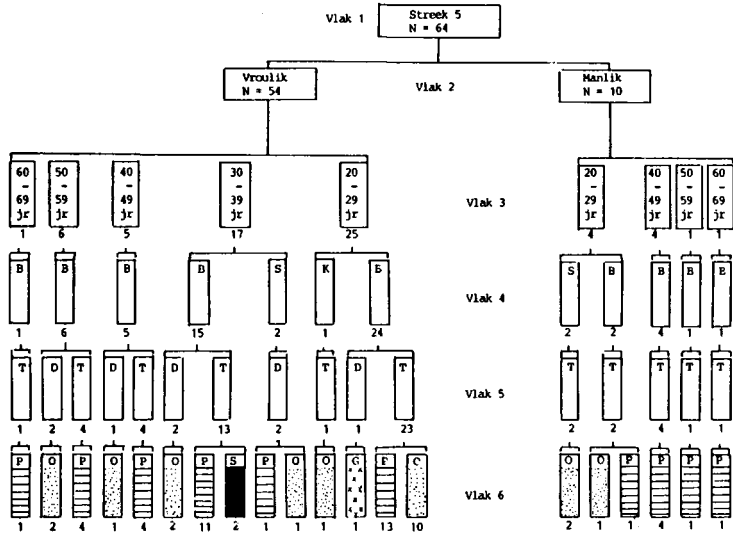 Vlak 1
Streek 5
N = 64
Vroulik
N = 54
Vlak 2
Manlik
N = 10
60 50 40 30 20 20 40 50 60
– – – – – – – – –
69 59 49 39 29 Vlak 3 29 49 59 69
jr jr jr jr jr jr jr jr jr
1 6 5 17 25 4 4 1 1
B B B B S K B Vlak 4 S B B B B
1 6 5 15 2 1 24 2 2 4 1 1
T D T D T D T D T D T Vlak 5 T T T T T
1 2 4 1 4 2 13 2 1 1 23 2 2 4 1 1
P O P O P O P S P O O G P O Vlak 6 O O P P P P
1 2 4 1 4 2 11 2 1 1 1 1 13 10 2 1 1 4 1 1